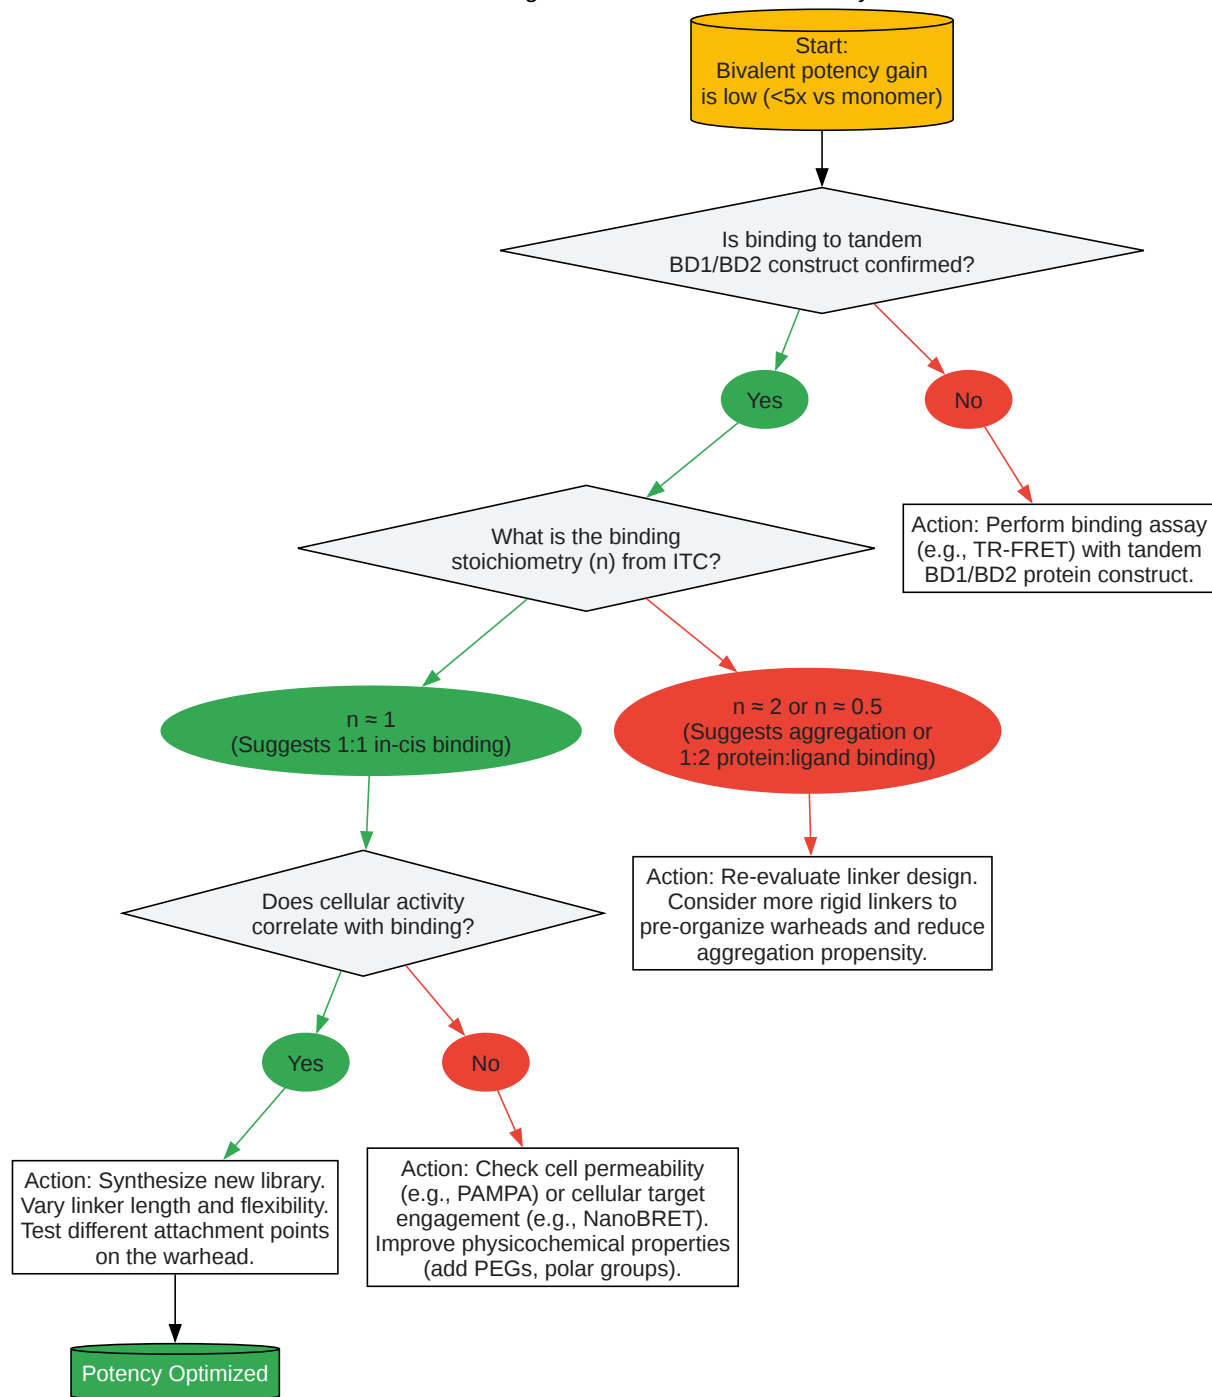 Start:
Bivalent potency gain
is low (<5x vs monomer)
Is binding to tandem
BD1/BD2 construct confirmed?
Yes
No
Action: Perform binding assay
(e.g., TR-FRET) with tandem
BD1/BD2 protein construct.
What is the binding
stoichiometry (n) from ITC?
n ≈ 1
(Suggests 1:1 in-cis binding)
n ≈ 2 or n ≈ 0.5
(Suggests aggregation or
1:2 protein:ligand binding)
Does cellular activity
correlate with binding?
Action: Re-evaluate linker design.
Consider more rigid linkers to
pre-organize warheads and reduce
aggregation propensity.
Yes
No
Action: Synthesize new library.
Vary linker length and flexibility.
Test different attachment points
on the warhead.
Action: Check cell permeability
(e.g., PAMPA) or cellular target
engagement (e.g., NanoBRET).
Improve physicochemical properties
(add PEGs, polar groups).
Potency Optimized